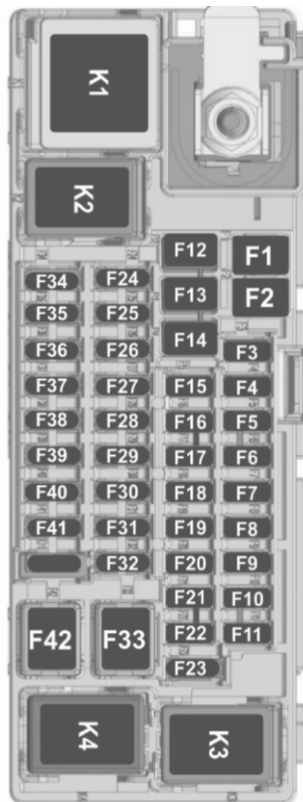 K1
K2
F12 F1
F13 F2
F14
F3
F34 F24
F35 F25
F36 F26
F37 F27 F15 F4
F38 F28 F16 F5
F39 F29 F17 F6
F40 F30 F18 F7
F41 F31 F19 F8
F32 F20 F9
F21 F10
F22 F11
F42 F33
F23
K4 K3